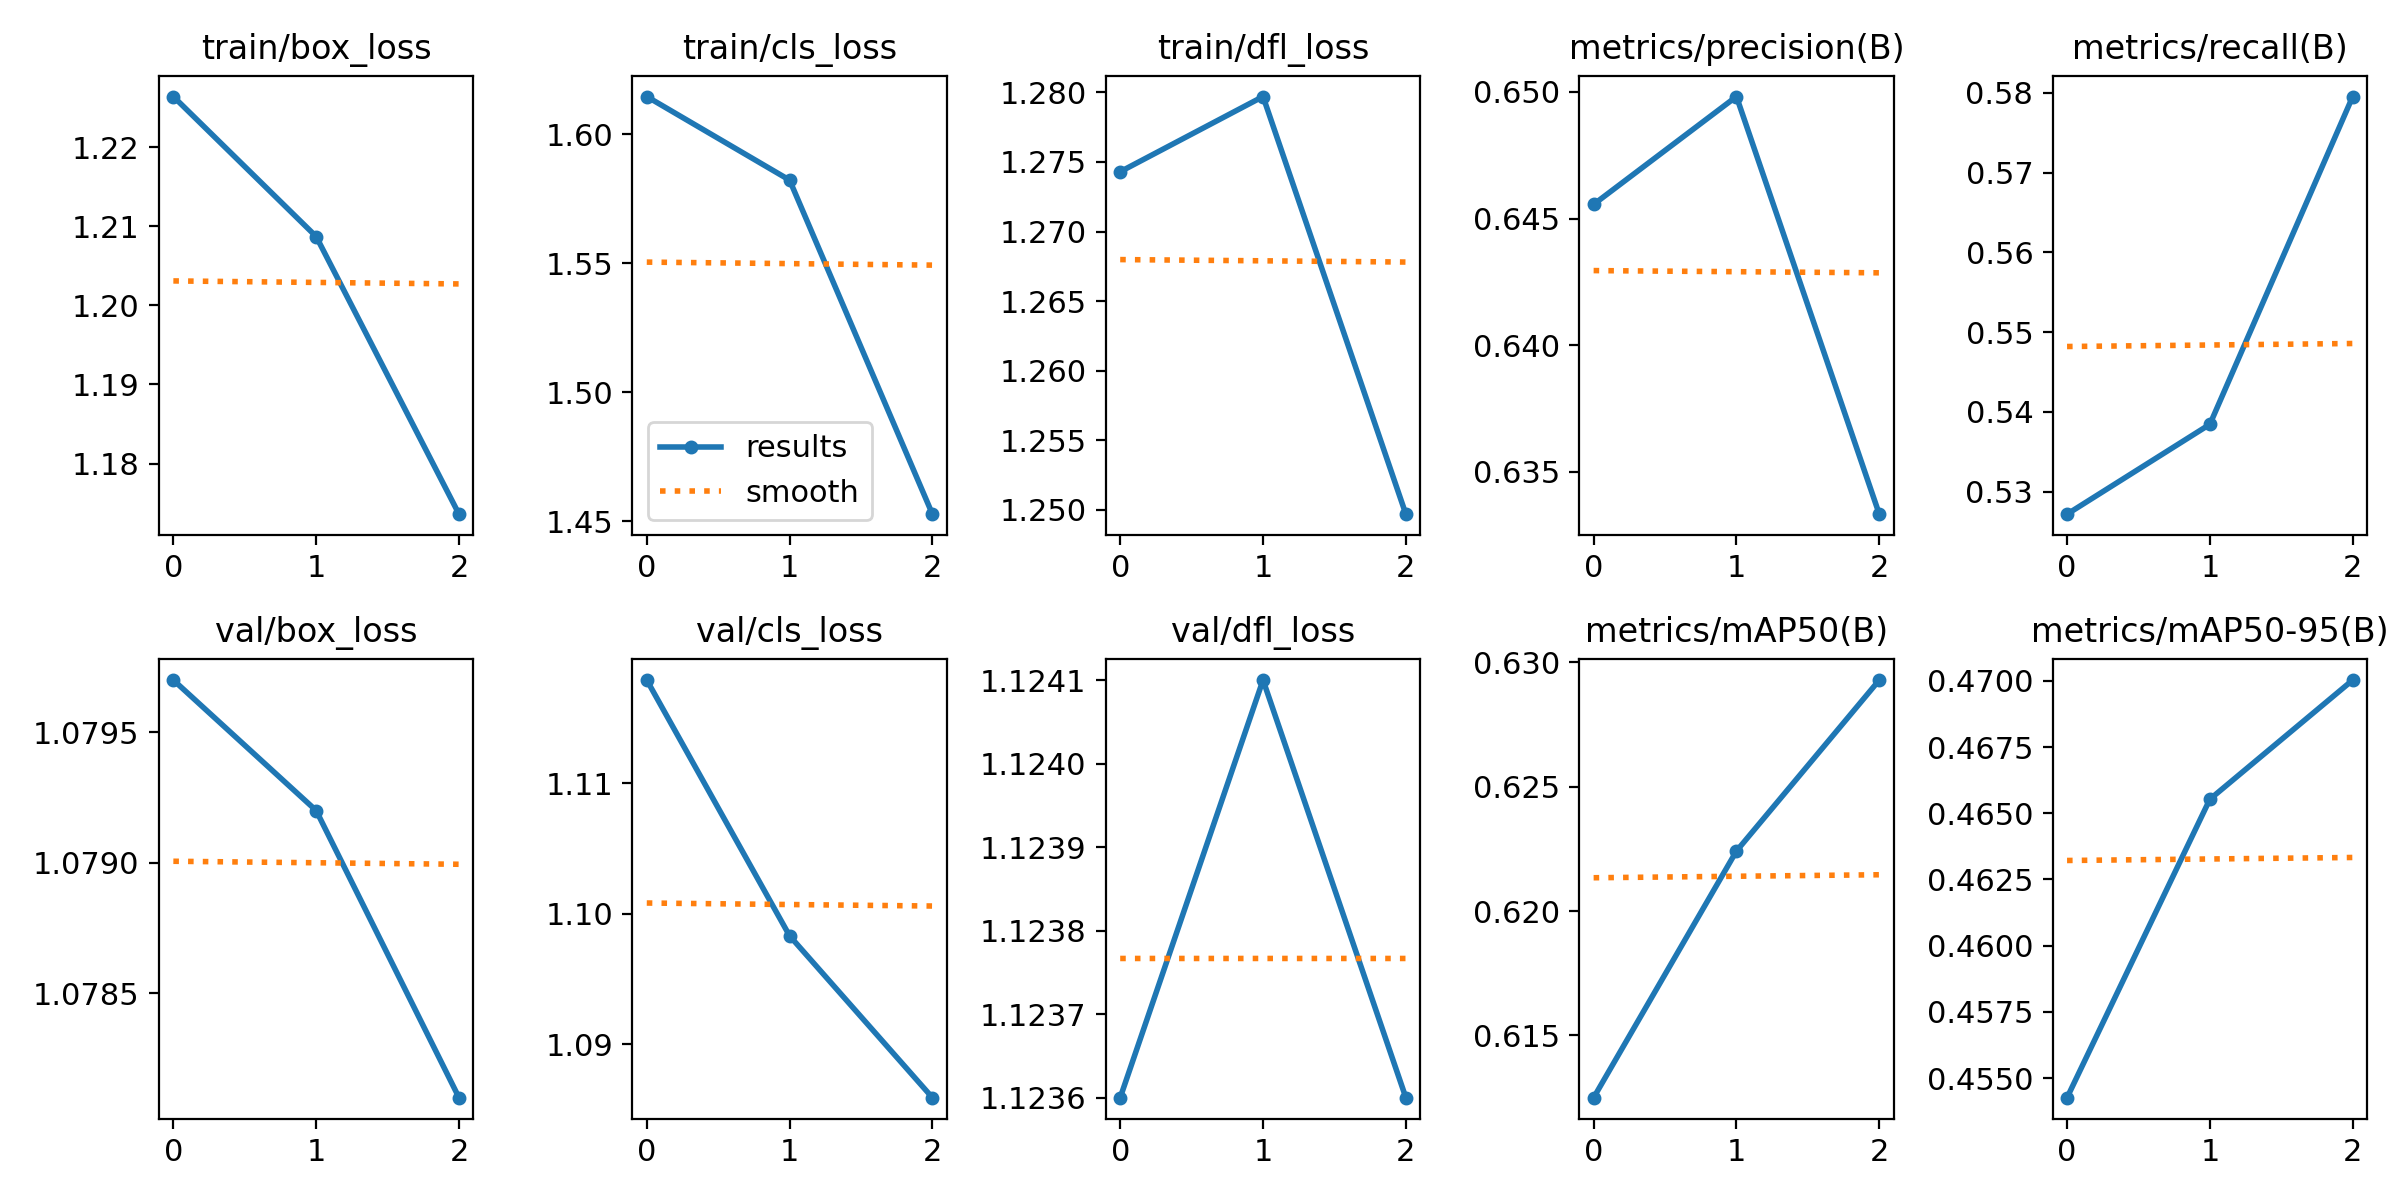 train/box_loss
1.22
1.21
1.20
1.19
1.18
0 1 2
train/cls_loss
1.60
1.55
1.50
1.45
results
smooth
0 1 2
train/dfl_loss
1.280
1.275
1.270
1.265
1.260
1.255
1.250
0 1 2
metrics/precision(B)
0.650
0.645
0.640
0.635
0 1 2
metrics/recall(B)
0.58
0.57
0.56
0.55
0.54
0.53
0 1 2
val/box_loss
1.0795
1.0790
1.0785
0 1 2
val/cls_loss
1.11
1.10
1.09
0 1 2
val/dfl_loss
1.1241
1.1240
1.1239
1.1238
1.1237
1.1236
0 1 2
metrics/mAP50(B)
0.630
0.625
0.620
0.615
0 1 2
metrics/mAP50-95(B)
0.4700
0.4675
0.4650
0.4625
0.4600
0.4575
0.4550
0 1 2